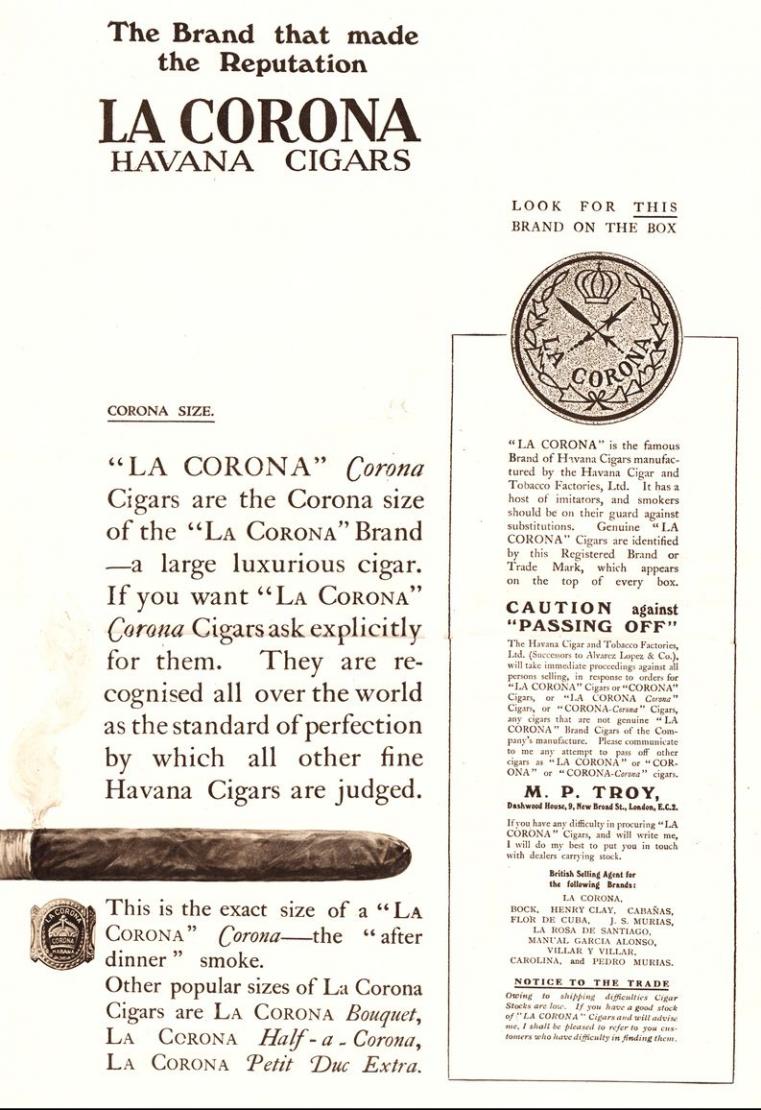 The Brand that made
the Reputation
LA CORONA
HAVANA CIGARS
CORONA SIZE.
"LA CORONA" Corona
Cigars are the Corona size
of the "LA CORONA" Brand
—a large luxurious cigar.
If you want "LA CORONA"
Corona Cigars ask explicitly
for them. They are re-
cognised all over the world
as the standard of perfection
by which all other fine
Havana Cigars are judged.
LA CORONA
CORONA
HABANA
This is the exact size of a "LA
CORONA" Corona—the "after
dinner" smoke.
Other popular sizes of La Corona
Cigars are LA CORONA Bouquet,
LA CORONA Half-a-Corona,
LA CORONA Petit Duc Extra.
LOOK FOR THIS
BRAND ON THE BOX
LA CORONA
"LA CORONA" is the famous
Brand of Havana Cigars manufac-
tured by the Havana Cigar and
Tobacco Factories, Ltd. It has a
host of imitators, and smokers
should be on their guard against
substitutions. Genuine "LA
CORONA" Cigars are identified
by this Registered Brand or
Trade Mark, which appears
on the top of every box.
CAUTION against
"PASSING OFF"
The Havana Cigar and Tobacco Factories,
Ltd. (Successors to Alvarez Lopez & Co.),
will take immediate proceedings against all
persons selling, in response to orders for
"LA CORONA" Cigars or "CORONA"
Cigars, or "LA CORONA Corona"
Cigars, or "CORONA-Corona" Cigars,
any cigars that are not genuine "LA
CORONA" Brand Cigars of the Com-
pany's manufacture. Please communicate
to me any attempt to pass off other
cigars as "LA CORONA" or "COR-
ONA" or "CORONA-Corona" cigars.
M. P. TROY,
Dashwood House, 9, New Broad St., London, E.C.2.
If you have any difficulty in procuring "LA
CORONA" Cigars, and will write me,
I will do my best to put you in touch
with dealers carrying stock.
British Selling Agent for
the following Brands:
LA CORONA,
BOCK, HENRY CLAY, CABAÑAS,
FLOR DE CUBA, J. S. MURIAS,
LA ROSA DE SANTIAGO,
MANUAL GARCIA ALONSO,
VILLAR Y VILLAR,
CAROLINA, and PEDRO MURIAS.
NOTICE TO THE TRADE
Owing to shipping difficulties Cigar
Stocks are low. If you have a good stock
of "LA CORONA" Cigars and will advise
me, I shall be pleased to refer to you cus-
tomers who have difficulty in finding them.